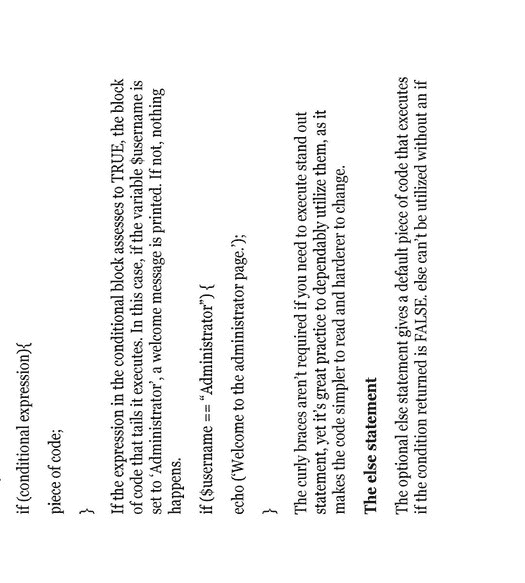 if (conditional expression){
piece of code;
}
If the expression in the conditional block assesses to TRUE, the block
of code that tails it executes. In this case, if the variable $username is
set to ‘Administrator’, a welcome message is printed. If not, nothing
happens.
if ($username == “Administrator”) {
echo (‘Welcome to the administrator page.’);
}
The curly braces aren’t required if you need to execute stand out
statement, yet it’s great practice to dependably utilize them, as it
makes the code simpler to read and harderer to change.
The else statement
The optional else statement gives a default piece of code that executes
if the condition returned is FALSE. else can’t be utilized without an if